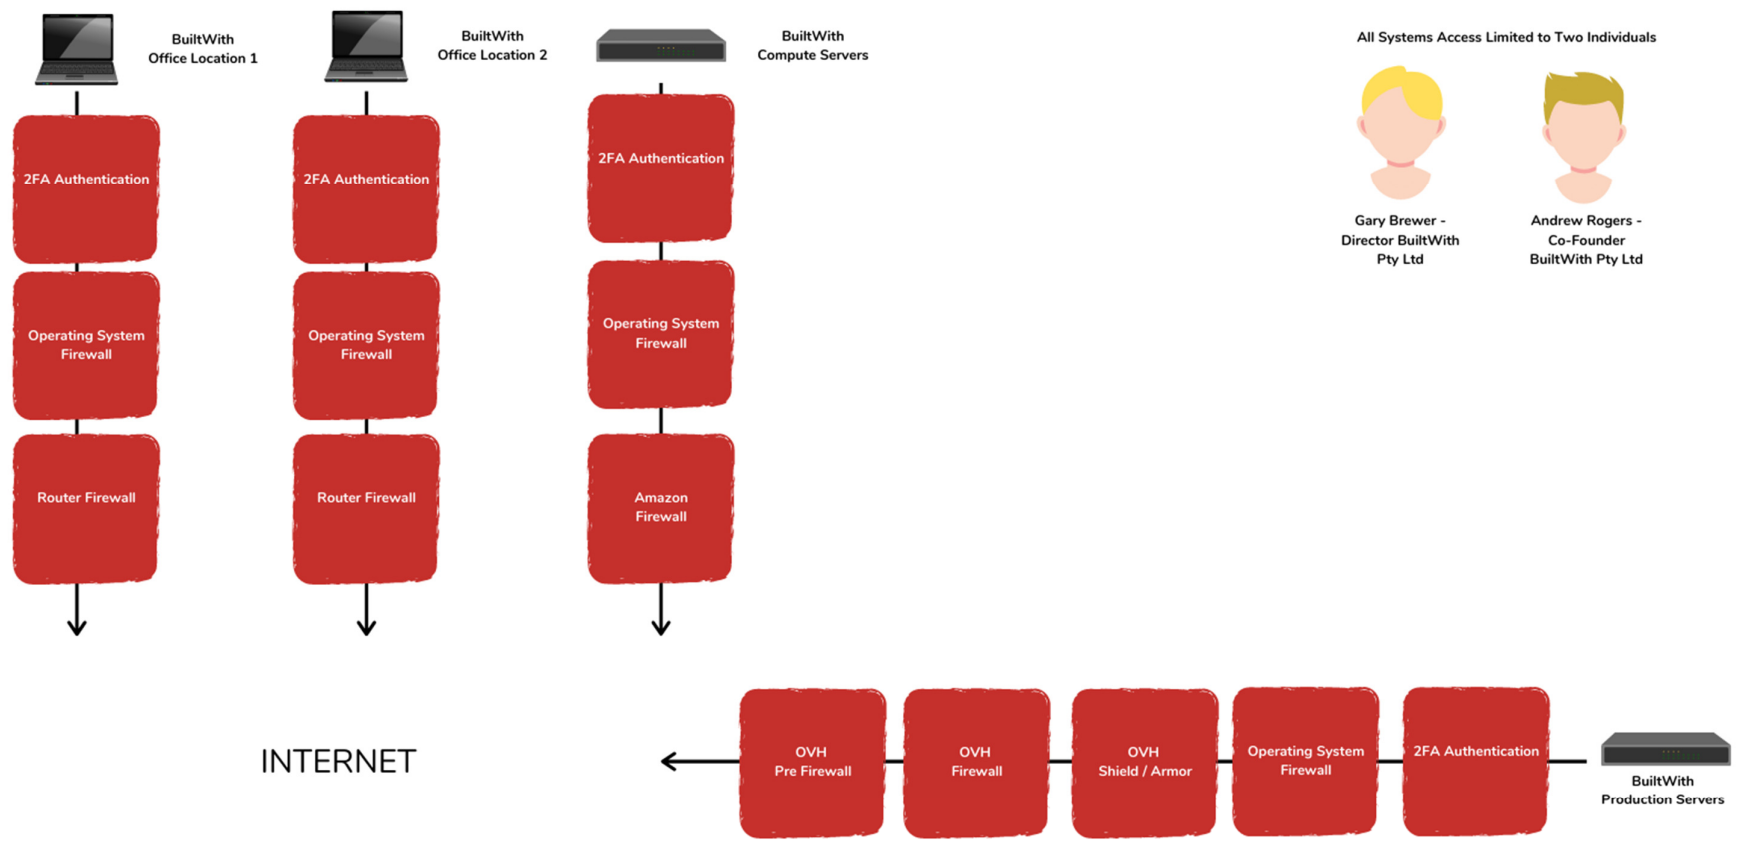 BuiltWith
Office Location 1
BuiltWith
Office Location 2
BuiltWith
Compute Servers
All Systems Access Limited to Two Individuals
Gary Brewer -
Director BuiltWith
Pty Ltd
Andrew Rogers -
Co-Founder
BuiltWith Pty Ltd
2FA Authentication
Operating System
Firewall
Router Firewall
2FA Authentication
Operating System
Firewall
Router Firewall
2FA Authentication
Operating System
Firewall
Amazon
Firewall
INTERNET
OVH
Pre Firewall
OVH
Firewall
OVH
Shield / Armor
Operating System
Firewall
2FA Authentication
BuiltWith
Production Servers